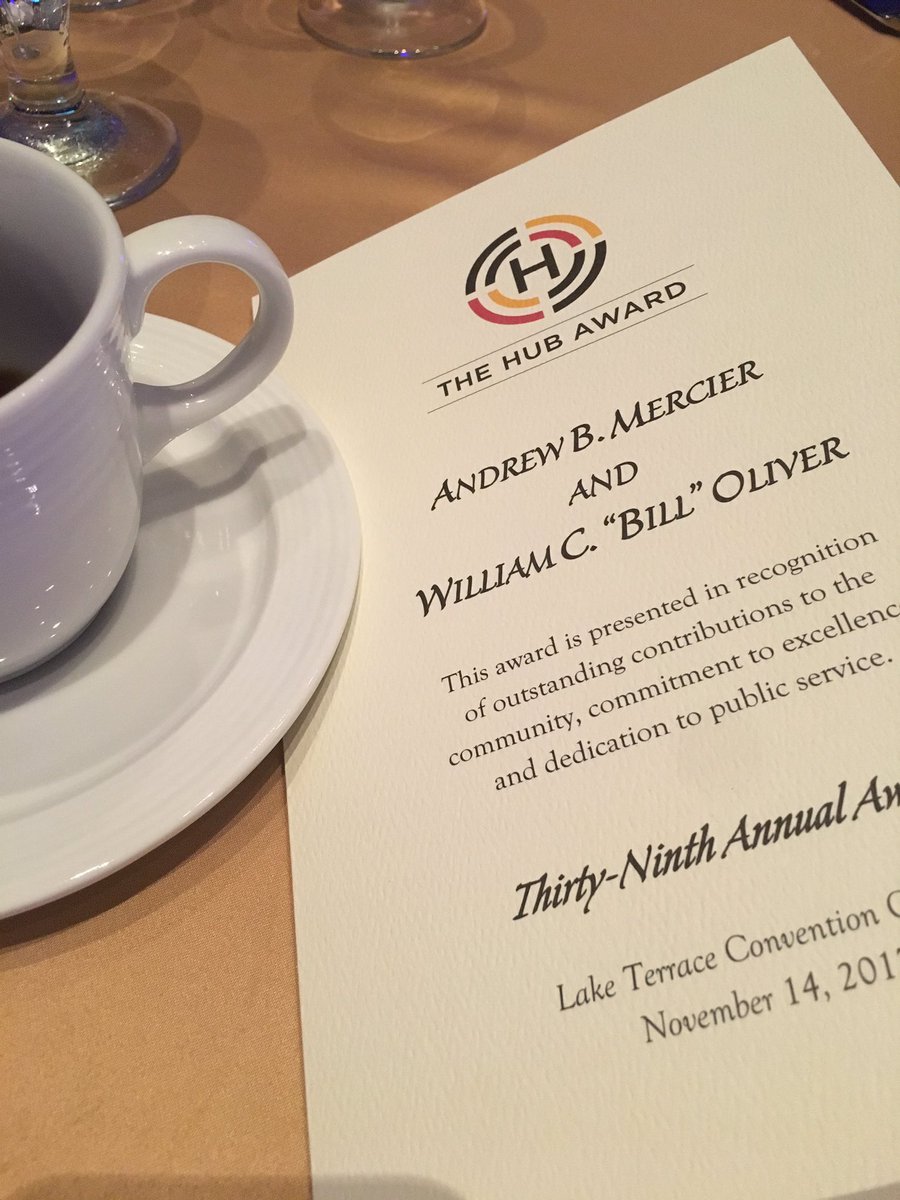 H
THE HUB AWARD
ANDREW B. MERCIER
AND
WILLIAM C. “BILL” OLIVER
This award is presented in recognition
of outstanding contributions to the
community, commitment to excellence
and dedication to public service.
Thirty-Ninth Annual
Lake Terrace Convention
November 14, 2017